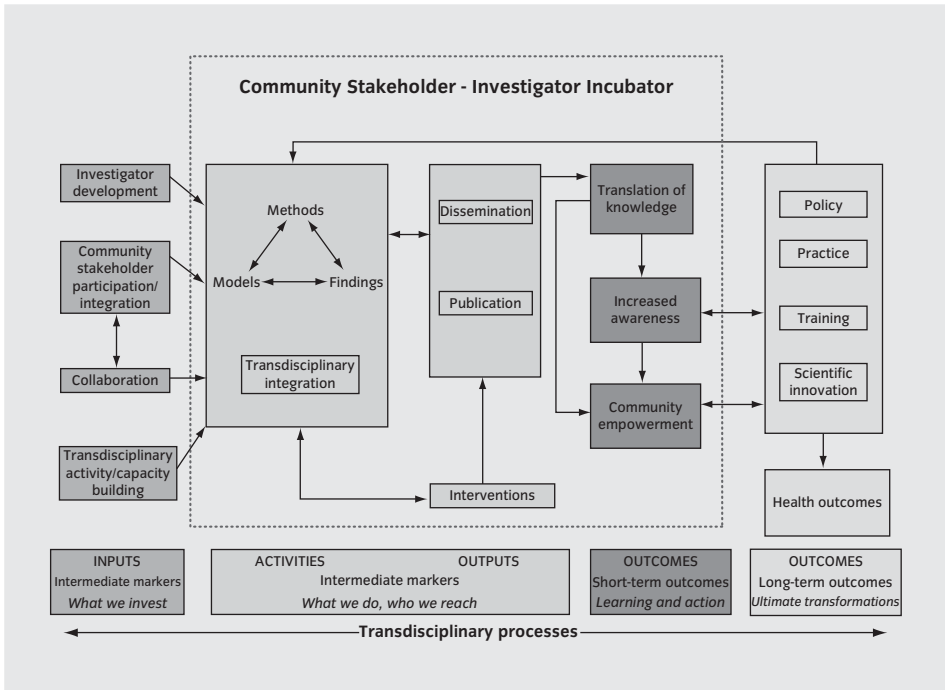 Community Stakeholder - Investigator Incubator
Investigator
development
Community
stakeholder
participation/
integration
Collaboration
Transdisciplinary
activity/capacity
building
Methods
Models
Findings
Transdisciplinary
integration
Dissemination
Publication
Interventions
Translation of
knowledge
Increased
awareness
Community
empowerment
Policy
Practice
Training
Scientific
innovation
Health outcomes
INPUTS
Intermediate markers
What we invest
ACTIVITIES OUTPUTS
Intermediate markers
What we do, who we reach
OUTCOMES
Short-term outcomes
Learning and action
OUTCOMES
Long-term outcomes
Ultimate transformations
Transdisciplinary processes